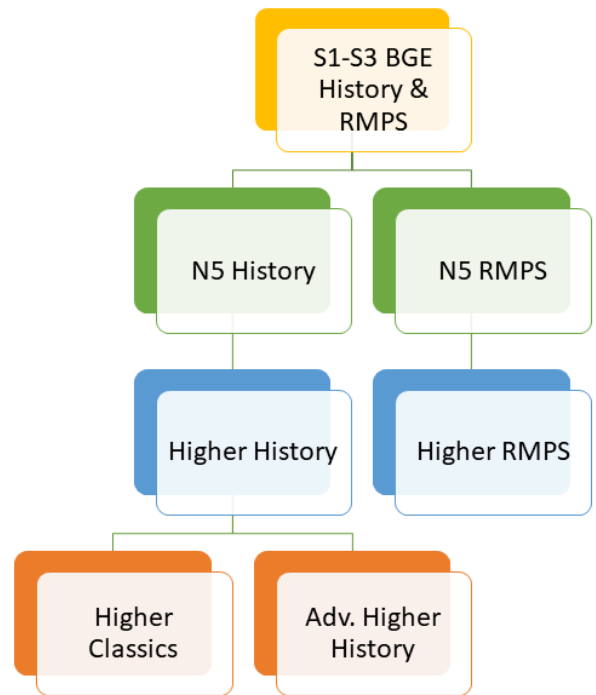 S1-S3 BGE
History &
RMPS
N5 History
N5 RMPS
Higher History
Higher RMPS
Higher
Classics
Adv. Higher
History